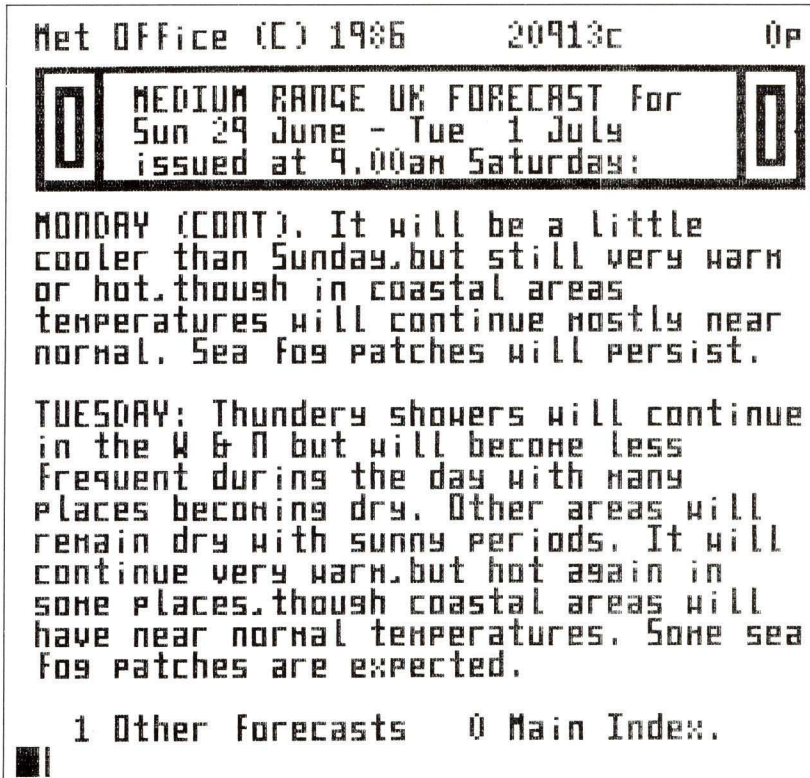 Met Office (C) 1986 20913c 0p
MEDIUM RANGE UK FORECAST for
Sun 29 June - Tue 1 July
issued at 9.00am Saturday:
MONDAY (CONT). It will be a little
cooler than Sunday,but still very warm
or hot,though in coastal areas
temperatures will continue mostly near
normal. Sea fog patches will persist.
TUESDAY: Thundery showers will continue
in the W & N but will become less
frequent during the day with many
places becoming dry. Other areas will
remain dry with sunny periods. It will
continue very warm,but hot again in
some places,though coastal areas will
have near normal temperatures. Some sea
fog patches are expected.
1 Other forecasts 0 Main Index.